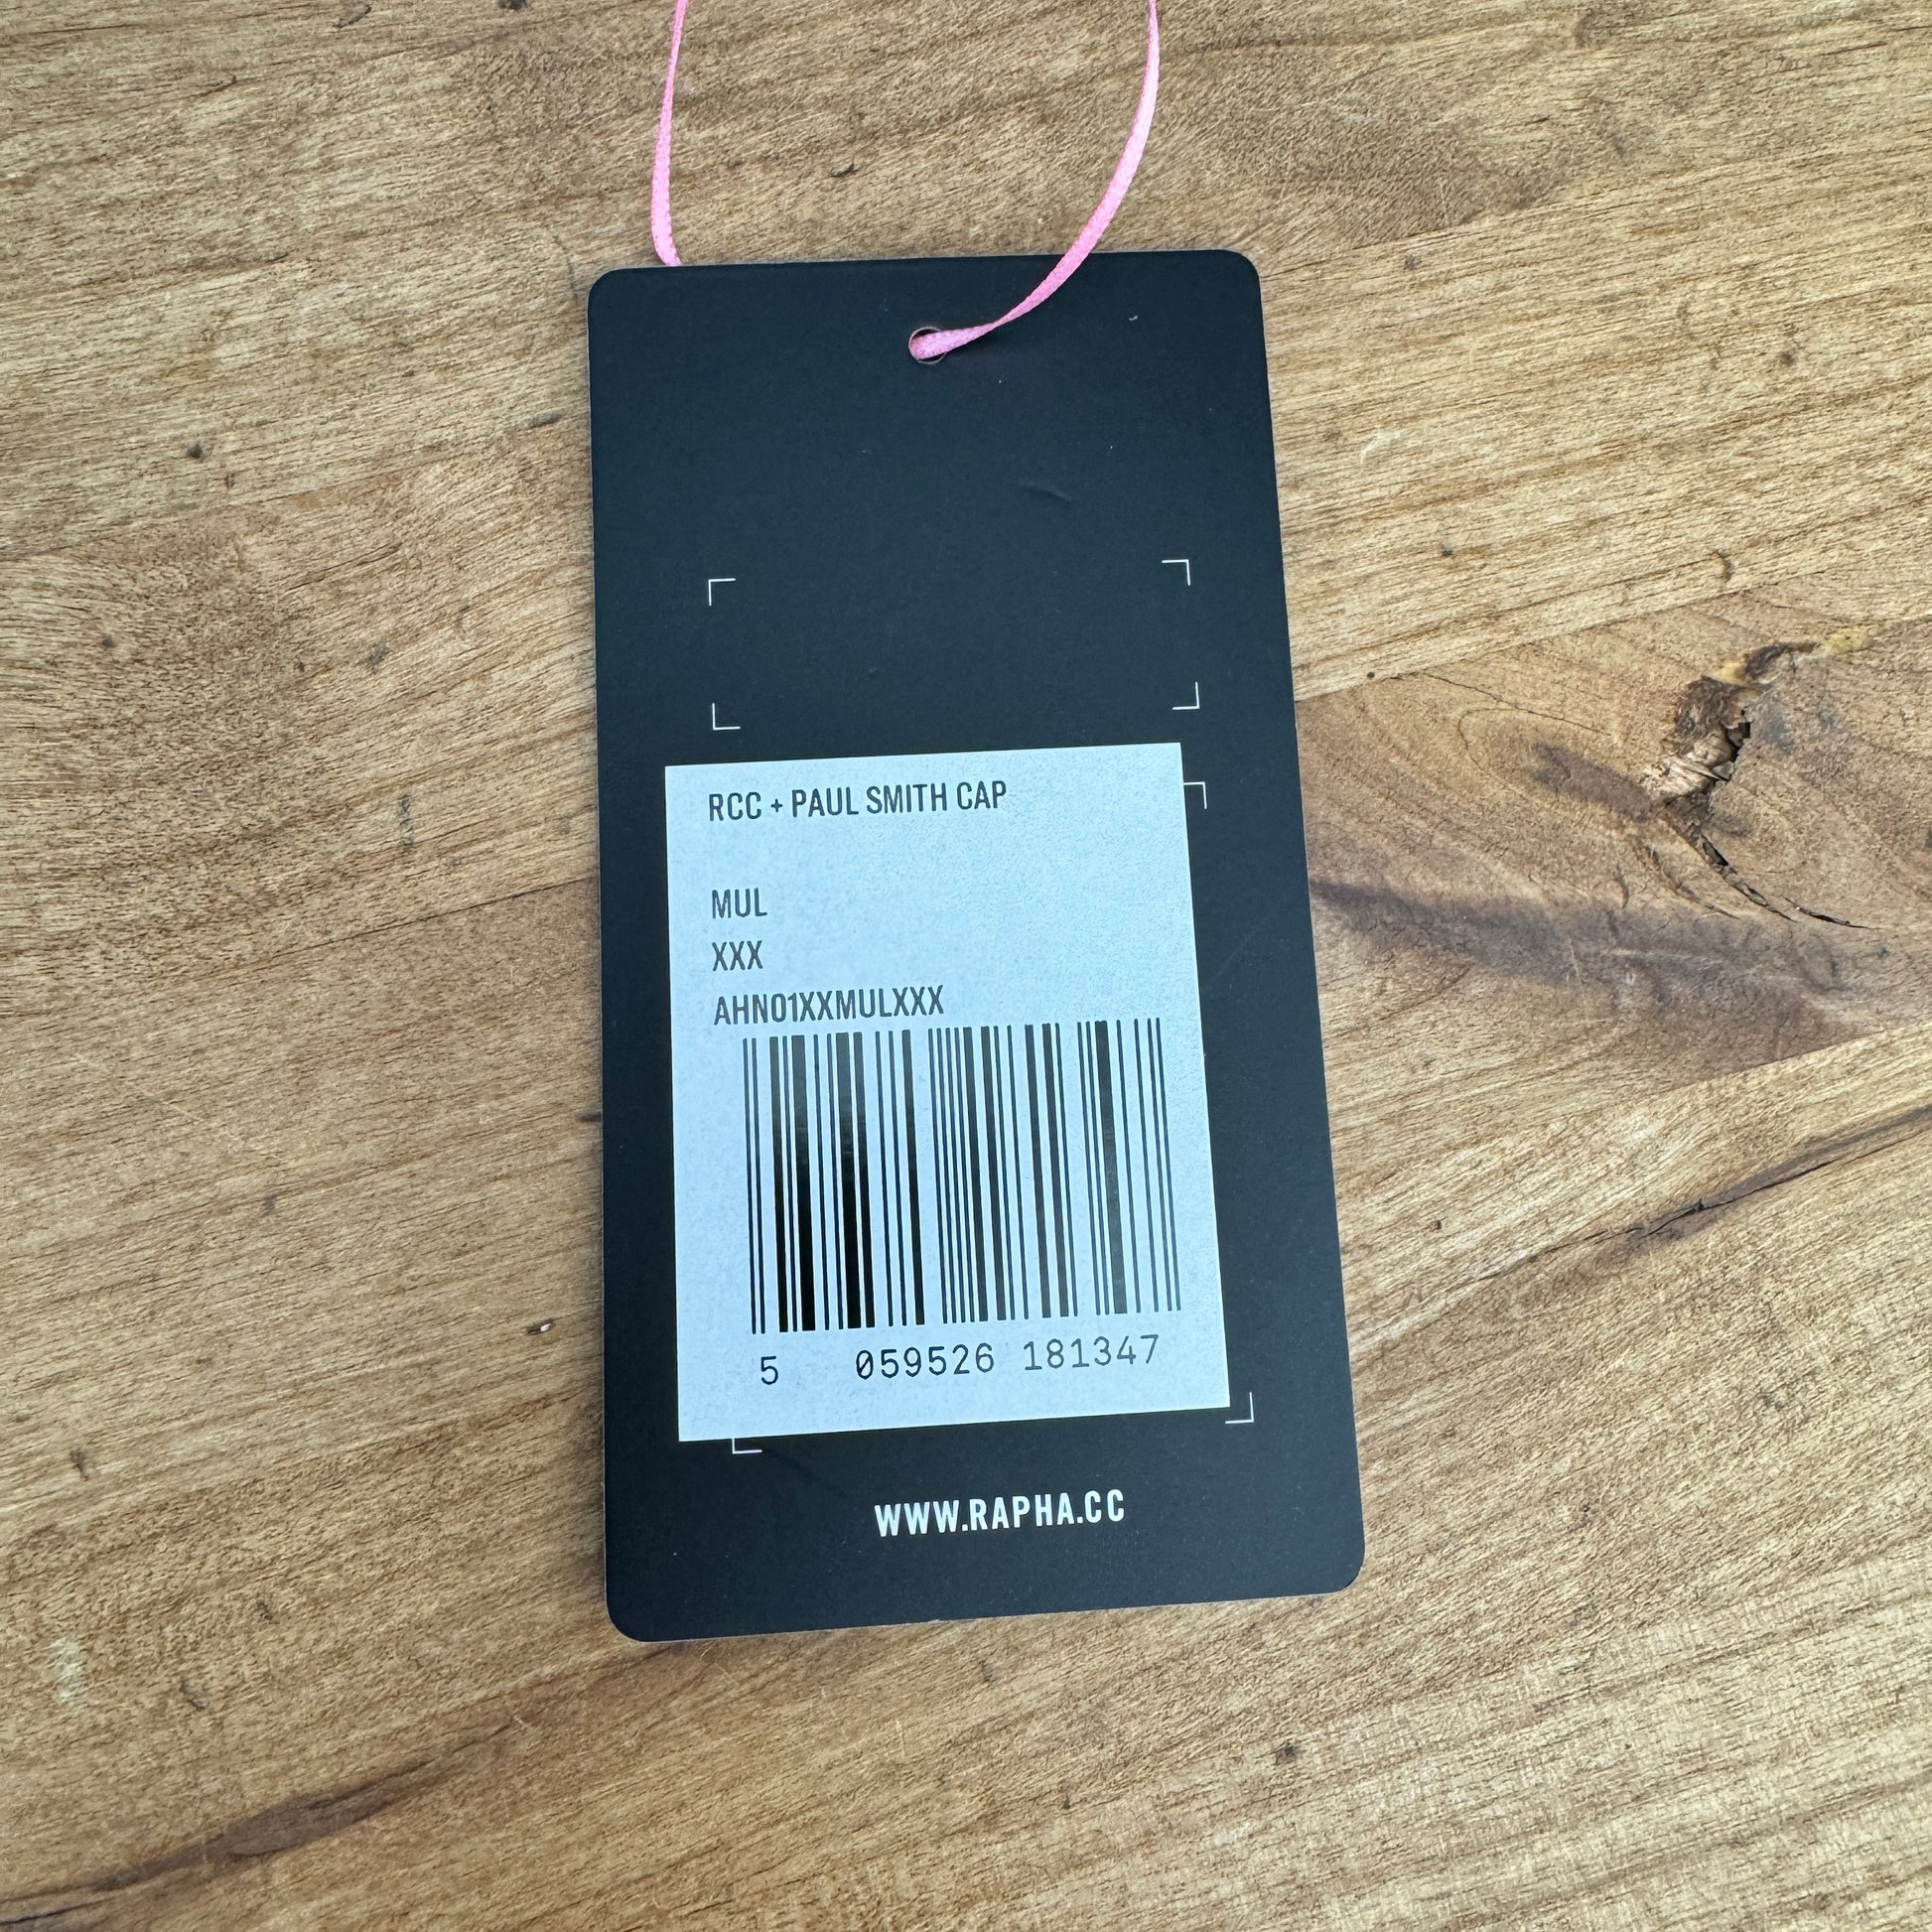 RCC + PAUL SMITH CAP
MUL
XXX
AHN01XXMULXXX
5 059526 181347
WWW.RAPHA.CC